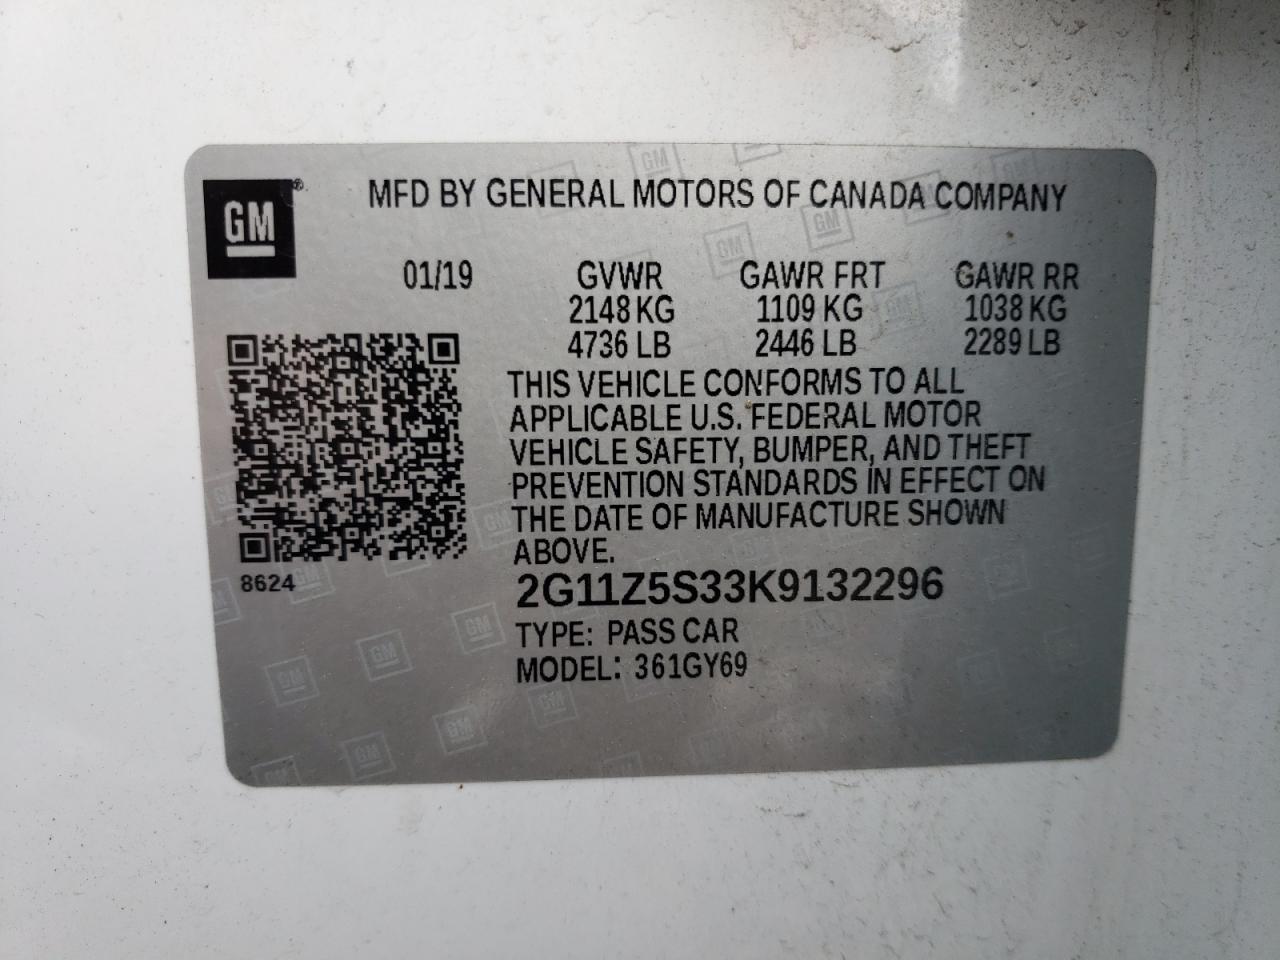 GM®
MFD BY GENERAL MOTORS OF CANADA COMPANY
01/19 GVWR GAWR FRT GAWR RR
2148 KG 1109 KG 1038 KG
4736 LB 2446 LB 2289 LB
THIS VEHICLE CONFORMS TO ALL
APPLICABLE U.S. FEDERAL MOTOR
VEHICLE SAFETY, BUMPER, AND THEFT
PREVENTION STANDARDS IN EFFECT ON
THE DATE OF MANUFACTURE SHOWN
ABOVE.
8624
2G11Z5S33K9132296
TYPE: PASS CAR
MODEL: 361GY69